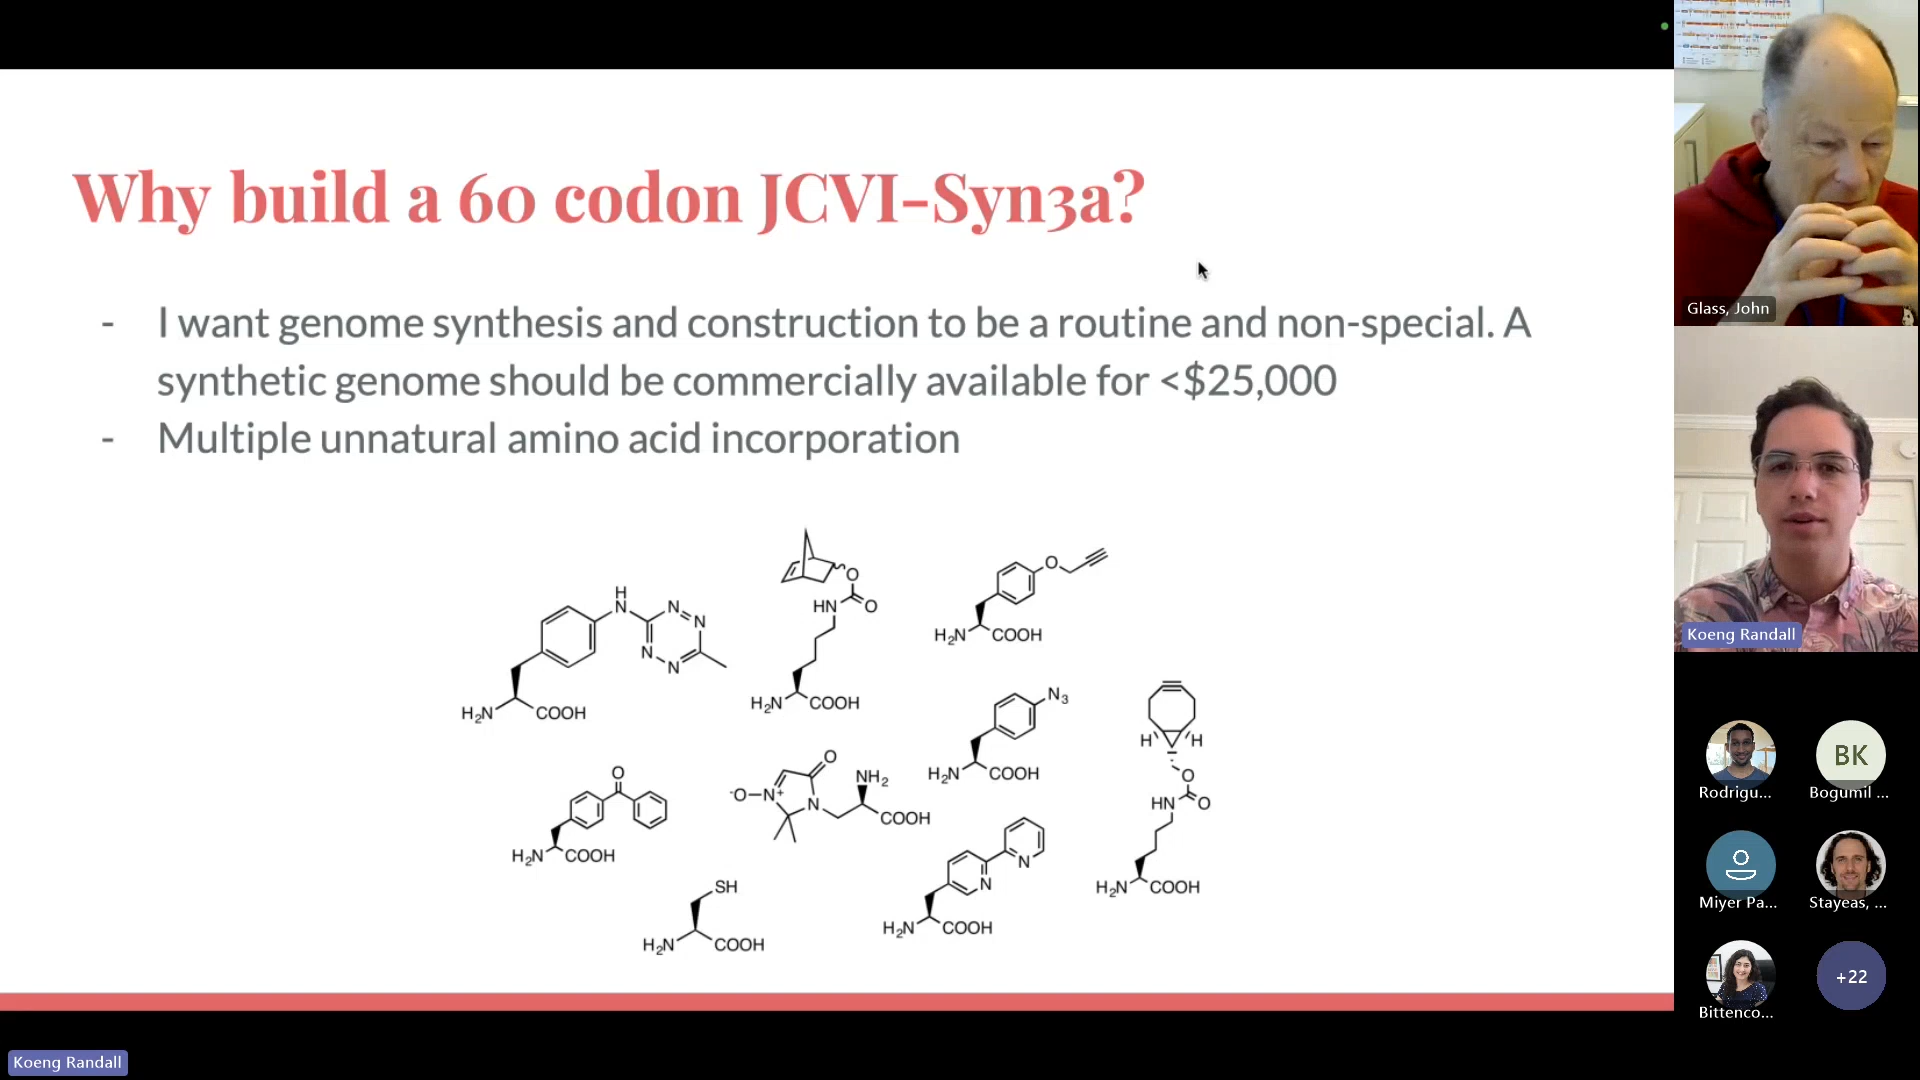 Why build a 60 codon JCVI-Syn3a?
- I want genome synthesis and construction to be a routine and non-special. A
synthetic genome should be commercially available for <$25,000
- Multiple unnatural amino acid incorporation
H
N
N
N
N
N
H₂N
COOH
O
HN
O
H₂N
COOH
O
H₂N
COOH
N₃
H₂N
COOH
H
H
O
HN
O
H₂N
COOH
O
H₂N
COOH
O
⁻O
N⁺
N
NH₂
COOH
N
N
H₂N
COOH
SH
H₂N
COOH
Glass, John
Koeng Randall
Rodrigu...
BK
Bogumil ...
Miyer Pa...
Stayeas, ...
Bittenco...
+22
Koeng Randall